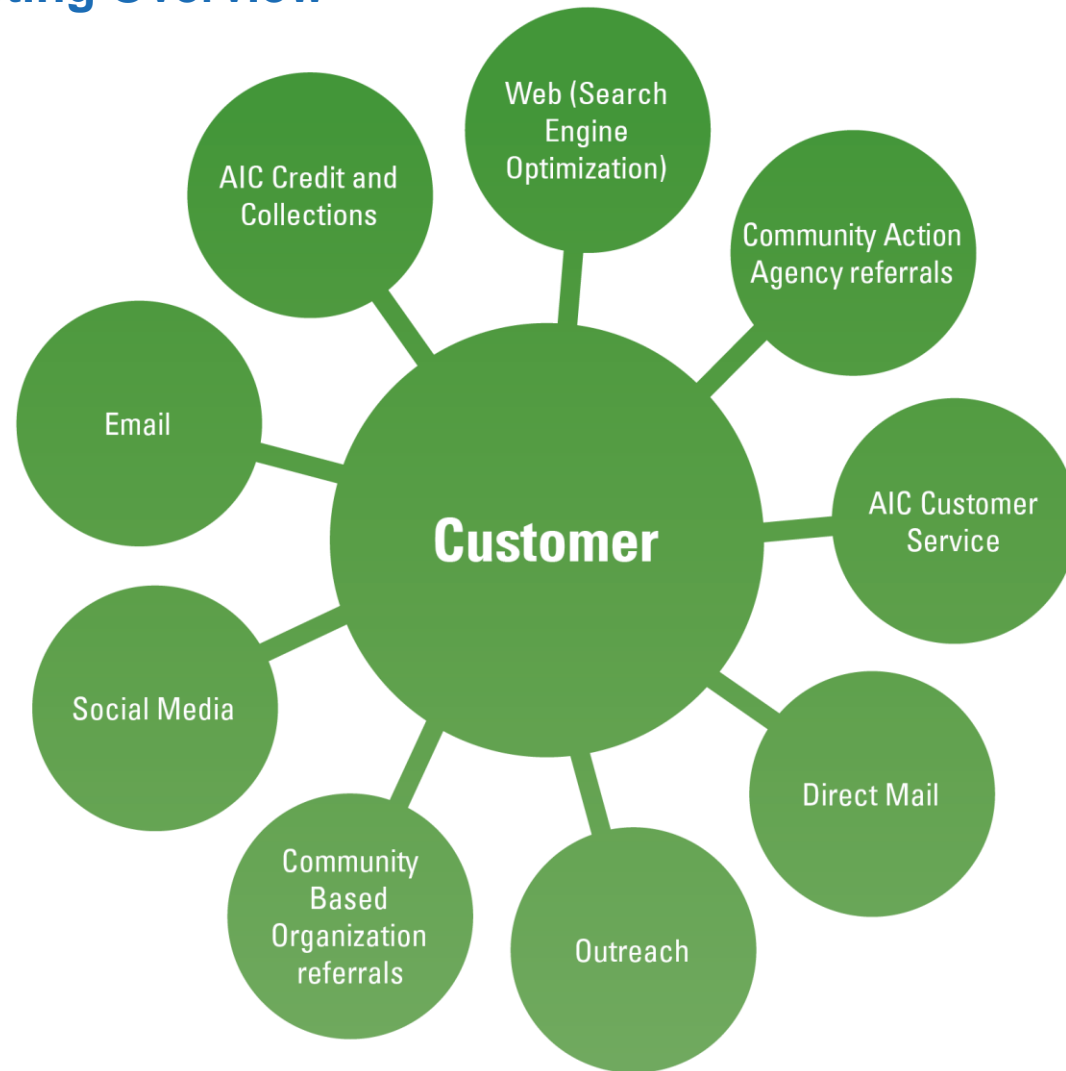 Overview
Web (Search
Engine
Optimization)
AIC Credit and
Collections
Community Action
Agency referrals
Email
AIC Customer
Service
Customer
Social Media
Direct Mail
Community
Based
Organization
referrals
Outreach